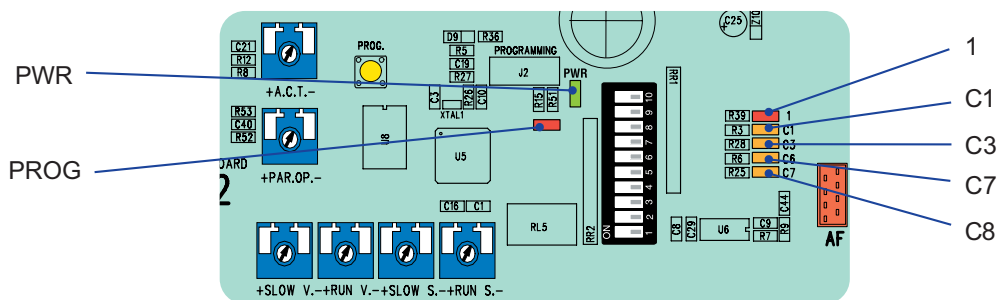 C21
R12
R8
+A.C.T.-
PROG.
D9
R36
R5
C19
R27
PROGRAMMING
J2
PWR
C25
Z10
C3
XTAL1
R26
C10
R15
R51
RR1
R53
C40
R52
+PAR.OP.-
OARD
2
U8
U5
10
9
8
7
6
5
4
3
2
1
ON
R39 1
R3 C1
R28 C3
R6 C6
R25 C7
C16 C1
RL5
RR2
C8
C29
U6
C9
R7
R9
C44
AF
+SLOW V.-+RUN V.-+SLOW S.-+RUN S.-
PWR
PROG
1
C1
C3
C7
C8